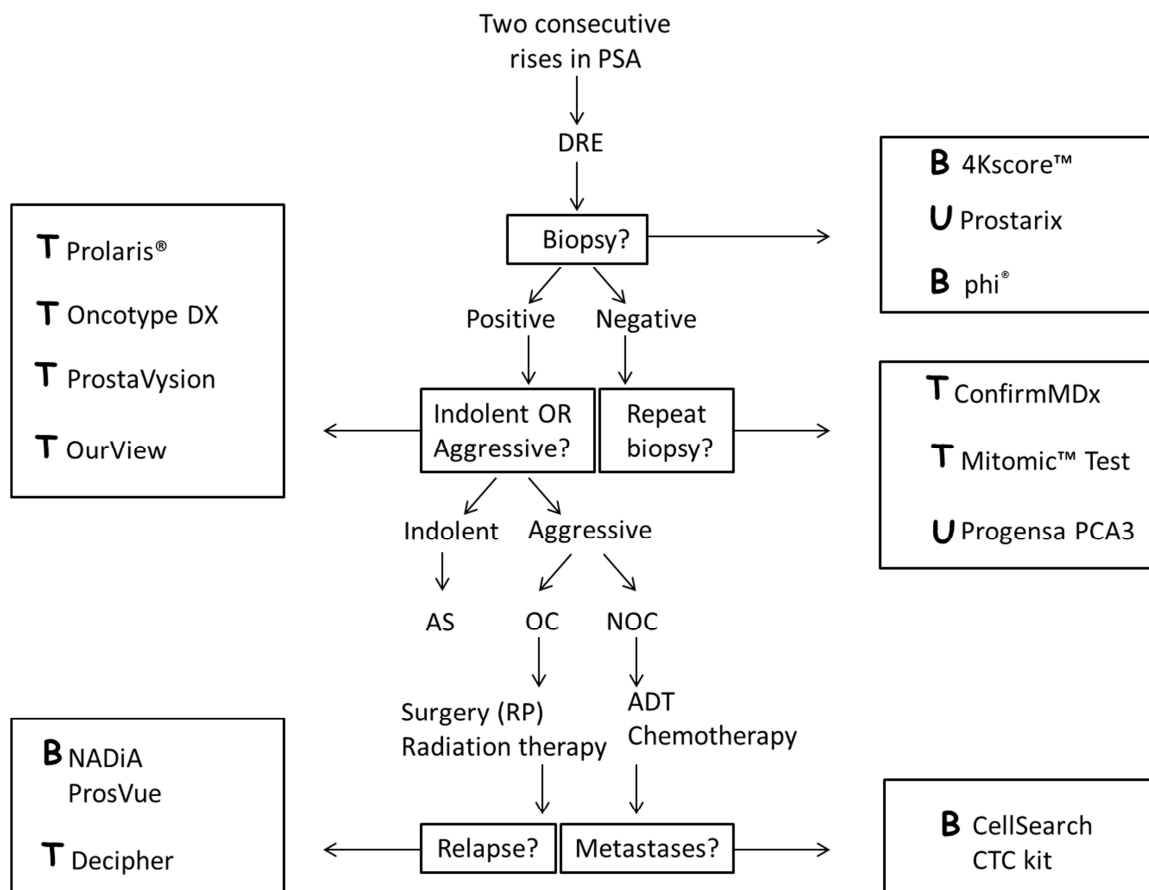 Two consecutive
rises in PSA
DRE
Biopsy?
B 4Kscore™
U Prostarix
B phi®
T Prolaris®
T Oncotype DX
T ProstaVysion
T OurView
Positive
Negative
Indolent OR
Aggressive?
Repeat
biopsy?
T ConfirmMDx
T Mitomic™ Test
U Progensa PCA3
Indolent
Aggressive
AS
OC
NOC
Surgery (RP)
Radiation therapy
ADT
Chemotherapy
B NADiA
ProsVue
T Decipher
Relapse?
Metastases?
B CellSearch
CTC kit